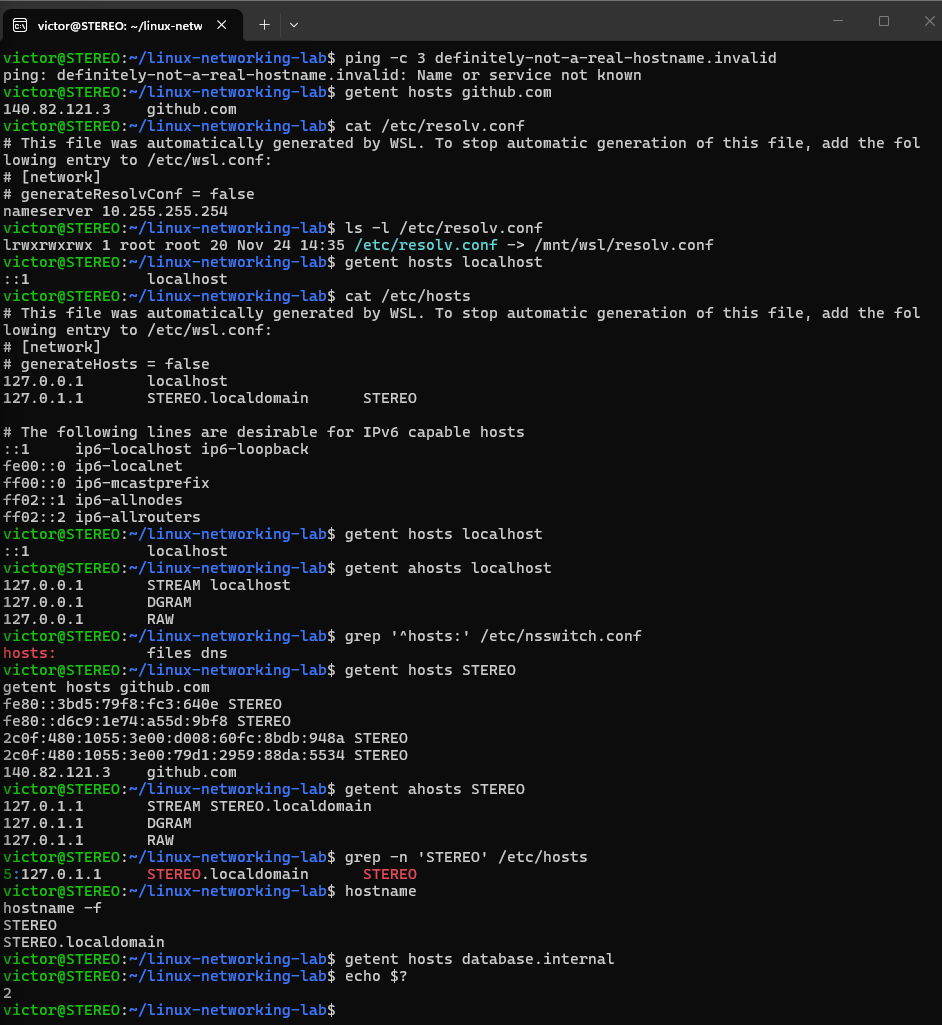 victor@STEREO: ~/linux-netw
victor@STEREO:~/linux-networking-lab$ ping -c 3 definitely-not-a-real-hostname.invalid
ping: definitely-not-a-real-hostname.invalid: Name or service not known
victor@STEREO:~/linux-networking-lab$ getent hosts github.com
140.82.121.3    github.com
victor@STEREO:~/linux-networking-lab$ cat /etc/resolv.conf
# This file was automatically generated by WSL. To stop automatic generation of this file, add the fol
lowing entry to /etc/wsl.conf:
# [network]
# generateResolvConf = false
nameserver 10.255.255.254
victor@STEREO:~/linux-networking-lab$ ls -l /etc/resolv.conf
lrwxrwxrwx 1 root root 20 Nov 24 14:35 /etc/resolv.conf -> /mnt/wsl/resolv.conf
victor@STEREO:~/linux-networking-lab$ getent hosts localhost
::1             localhost
victor@STEREO:~/linux-networking-lab$ cat /etc/hosts
# This file was automatically generated by WSL. To stop automatic generation of this file, add the fol
lowing entry to /etc/wsl.conf:
# [network]
# generateHosts = false
127.0.0.1       localhost
127.0.1.1       STEREO.localdomain      STEREO

# The following lines are desirable for IPv6 capable hosts
::1     ip6-localhost ip6-loopback
fe00::0 ip6-localnet
ff00::0 ip6-mcastprefix
ff02::1 ip6-allnodes
ff02::2 ip6-allrouters
victor@STEREO:~/linux-networking-lab$ getent hosts localhost
::1             localhost
victor@STEREO:~/linux-networking-lab$ getent ahosts localhost
127.0.0.1       STREAM localhost
127.0.0.1       DGRAM
127.0.0.1       RAW
victor@STEREO:~/linux-networking-lab$ grep '^hosts:' /etc/nsswitch.conf
hosts:          files dns
victor@STEREO:~/linux-networking-lab$ getent hosts STEREO
getent hosts github.com
fe80::3bd5:79f8:fc3:640e STEREO
fe80::d6c9:1e74:a55d:9bf8 STEREO
2c0f:480:1055:3e00:d008:60fc:8bdb:948a STEREO
2c0f:480:1055:3e00:79d1:2959:88da:5534 STEREO
140.82.121.3    github.com
victor@STEREO:~/linux-networking-lab$ getent ahosts STEREO
127.0.1.1       STREAM STEREO.localdomain
127.0.1.1       DGRAM
127.0.1.1       RAW
victor@STEREO:~/linux-networking-lab$ grep -n 'STEREO' /etc/hosts
5:127.0.1.1     STEREO.localdomain      STEREO
victor@STEREO:~/linux-networking-lab$ hostname
hostname -f
STEREO
STEREO.localdomain
victor@STEREO:~/linux-networking-lab$ getent hosts database.internal
victor@STEREO:~/linux-networking-lab$ echo $?
2
victor@STEREO:~/linux-networking-lab$